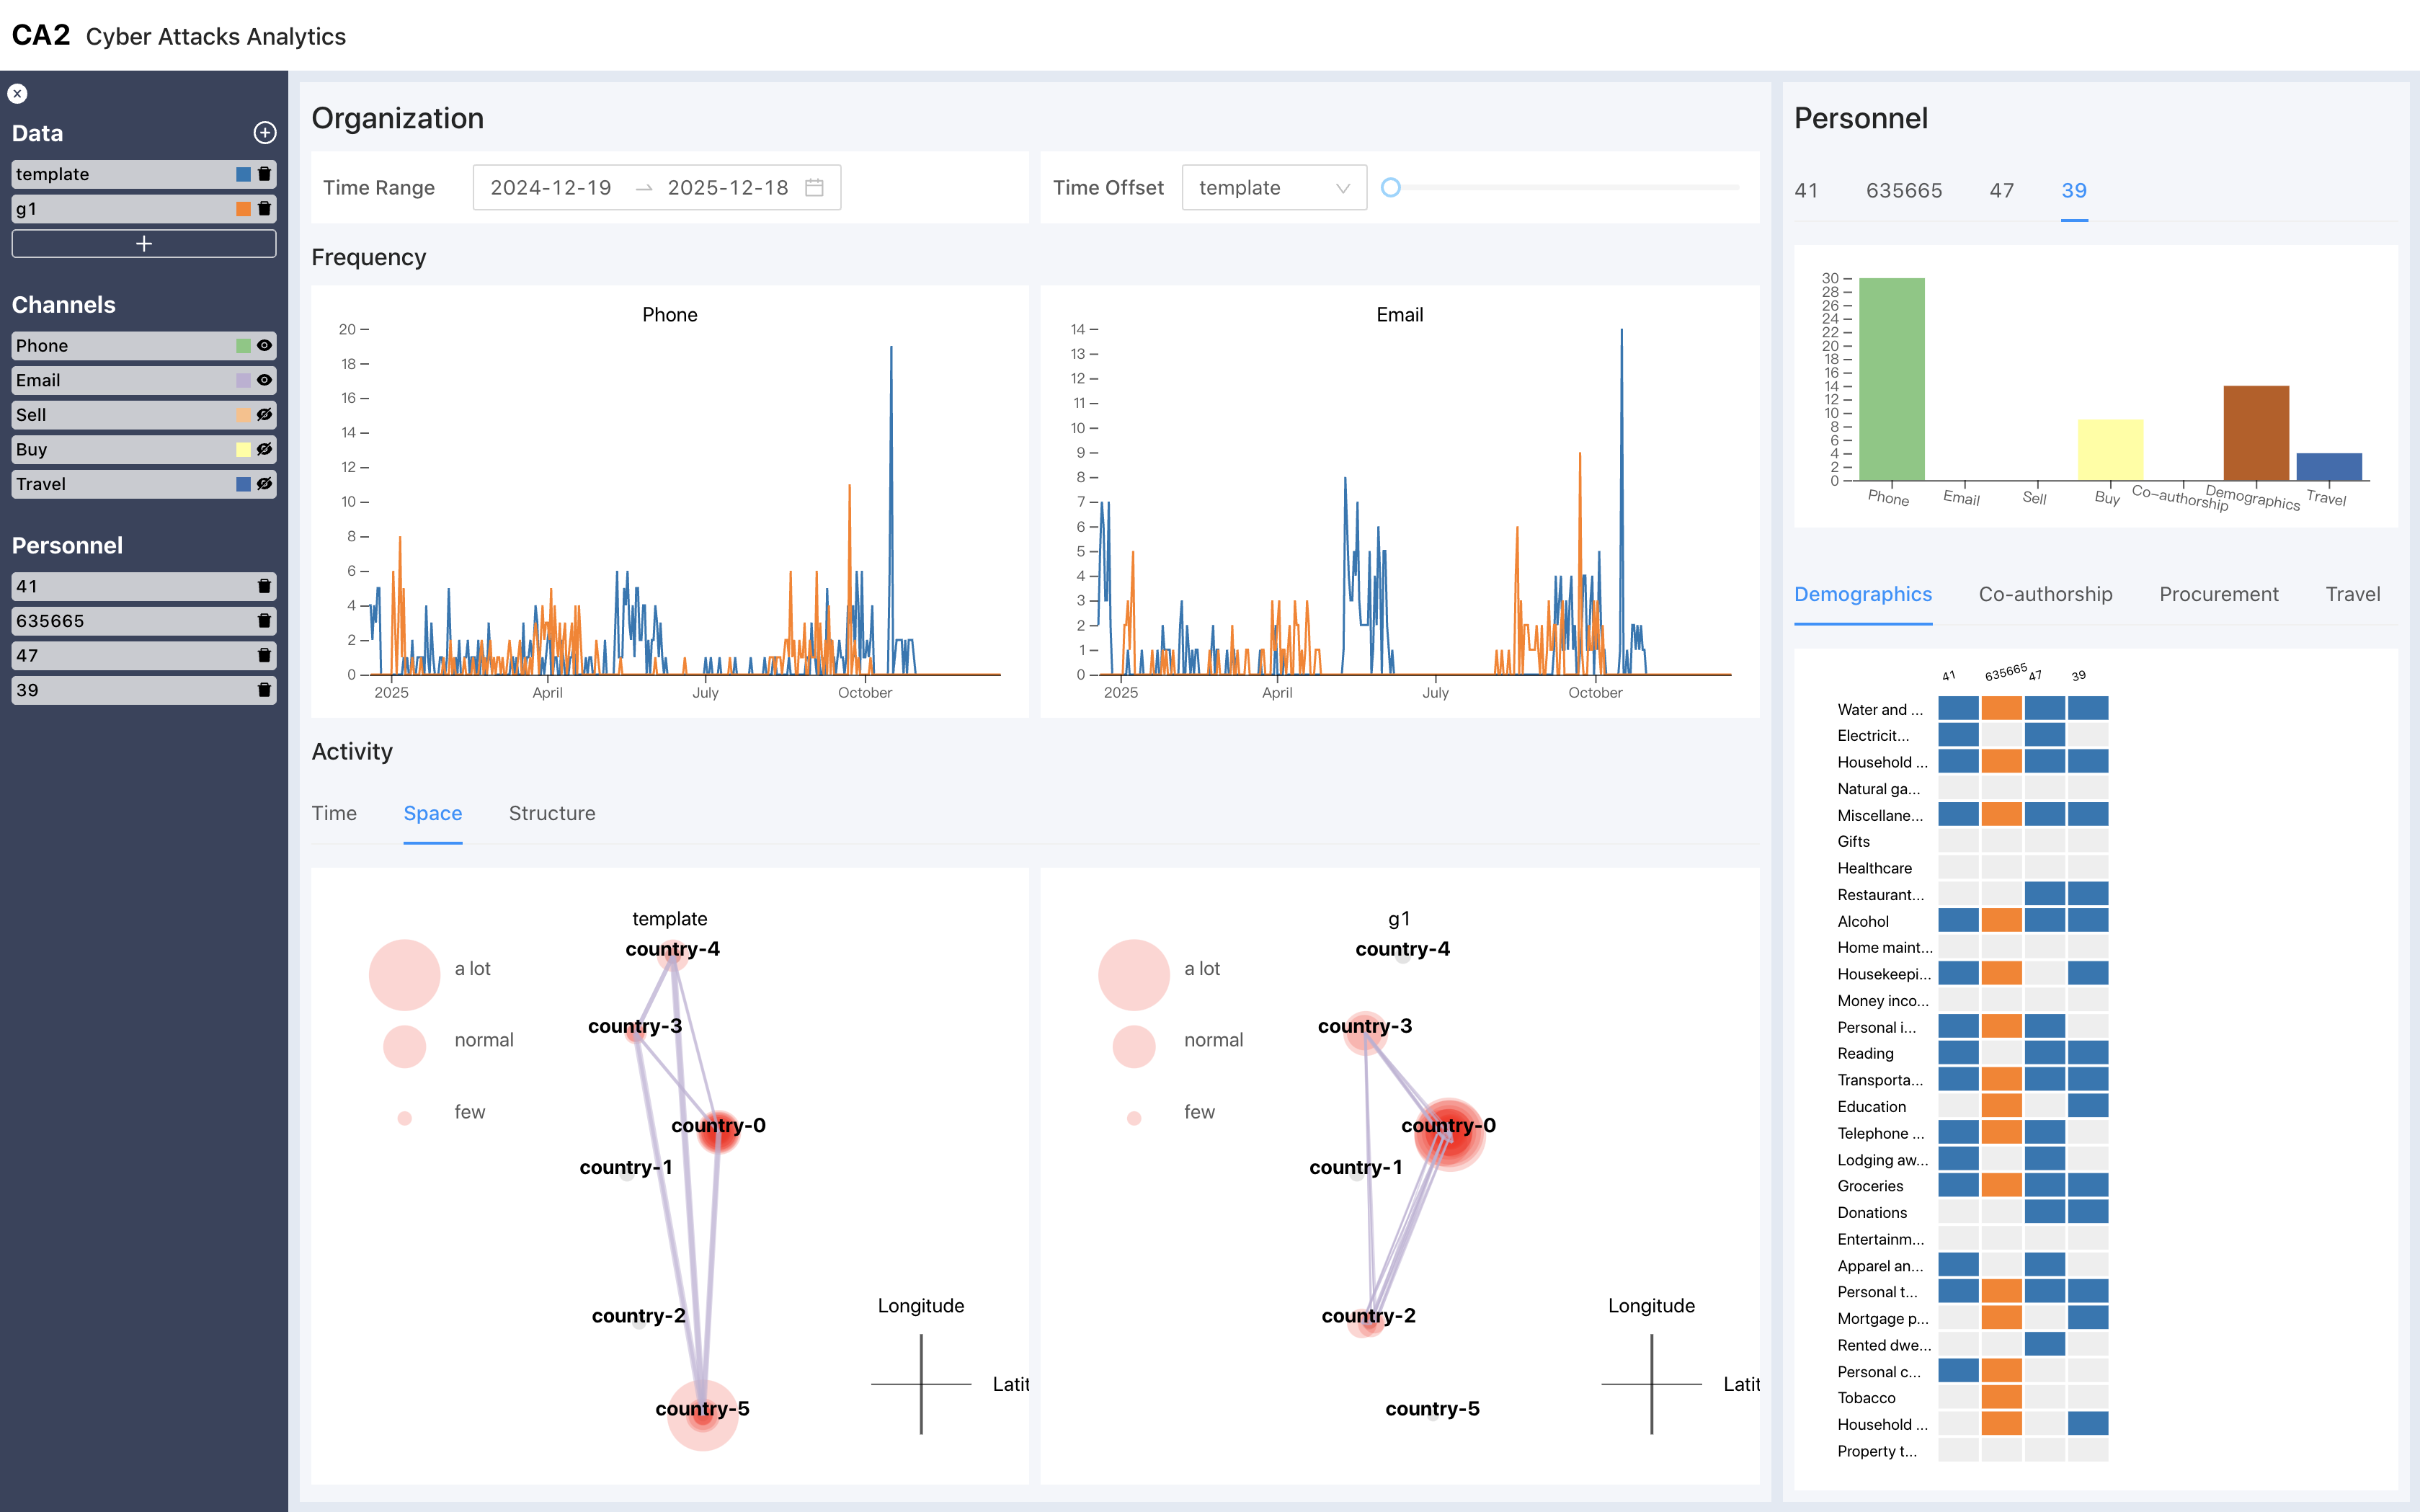 CA2 Cyber Attacks Analytics
Data
template
g1
Channels
Phone
Email
Sell
Buy
Travel
Personnel
41
635665
47
39
Organization
Time Range 2024-12-19 → 2025-12-18
Time Offset template
Frequency
Phone
20
18
16
14
12
10
8
6
4
2
0
2025 April July October
Email
14
13
12
11
10
9
8
7
6
5
4
3
2
1
0
2025 April July October
Activity
Time Space Structure
template
a lot
normal
few
country-4
country-3
country-0
country-1
country-2
country-5
Longitude
Latit
g1
a lot
normal
few
country-4
country-3
country-0
country-1
country-2
country-5
Longitude
Latit
Personnel
41 635665 47 39
30
28
26
24
22
20
18
16
14
12
10
8
6
4
2
0
Phone Email Sell Buy Co-authorship Demographics Travel
Demographics Co-authorship Procurement Travel
41 635665 47 39
Water and ...
Electricit...
Household ...
Natural ga...
Miscellane...
Gifts
Healthcare
Restaurant...
Alcohol
Home maint...
Housekeepi...
Money inco...
Personal i...
Reading
Transporta...
Education
Telephone ...
Lodging aw...
Groceries
Donations
Entertainm...
Apparel an...
Personal t...
Mortgage p...
Rented dwe...
Personal c...
Tobacco
Household ...
Property t...